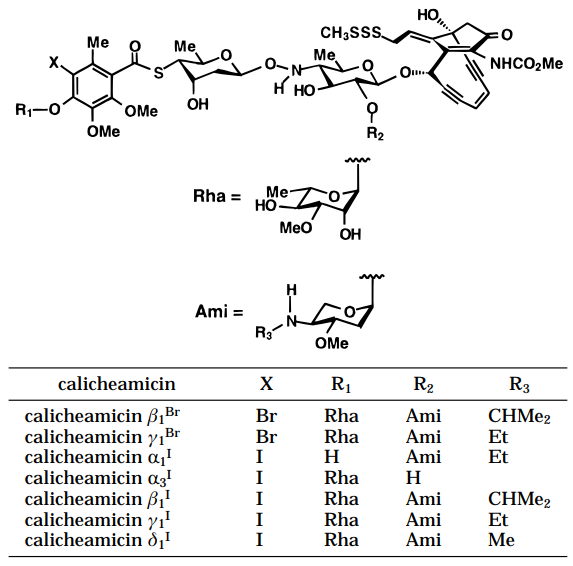 HO
CH₃SSS
O
NHCO₂Me
X
Me
O
S
Me
O
OH
O
N
H
Me
O
HO
O
O
R₂
R₁
O
OMe
OMe
Rha =
Me
HO
O
MeO
OH
Ami =
H
N
R₃
O
OMe
calicheamicin X R₁ R₂ R₃
calicheamicin β₁ᴮʳ Br Rha Ami CHMe₂
calicheamicin γ₁ᴮʳ Br Rha Ami Et
calicheamicin α₁ᴵ I H Ami Et
calicheamicin α₃ᴵ I Rha H
calicheamicin β₁ᴵ I Rha Ami CHMe₂
calicheamicin γ₁ᴵ I Rha Ami Et
calicheamicin δ₁ᴵ I Rha Ami Me